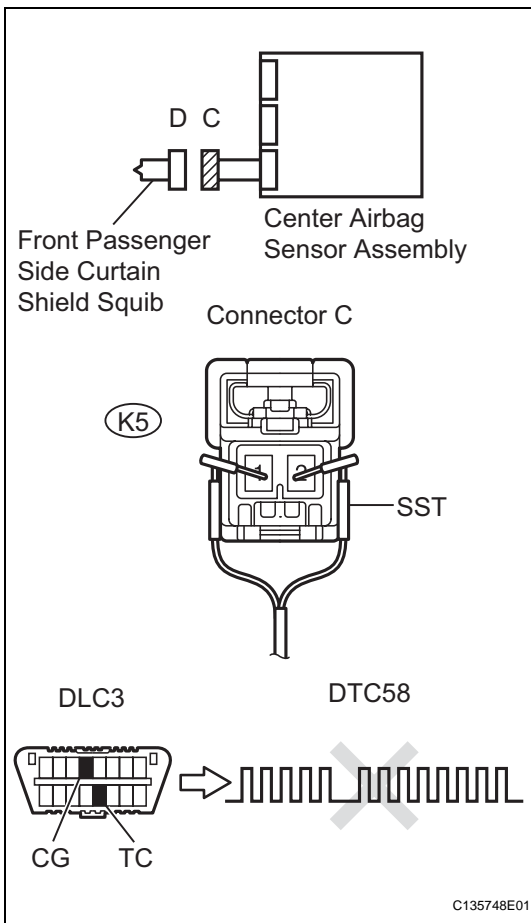 D C
Front Passenger
Side Curtain
Shield Squib
Center Airbag
Sensor Assembly
Connector C
K5
1 2
SST
DLC3
DTC58
CG TC
C135748E01